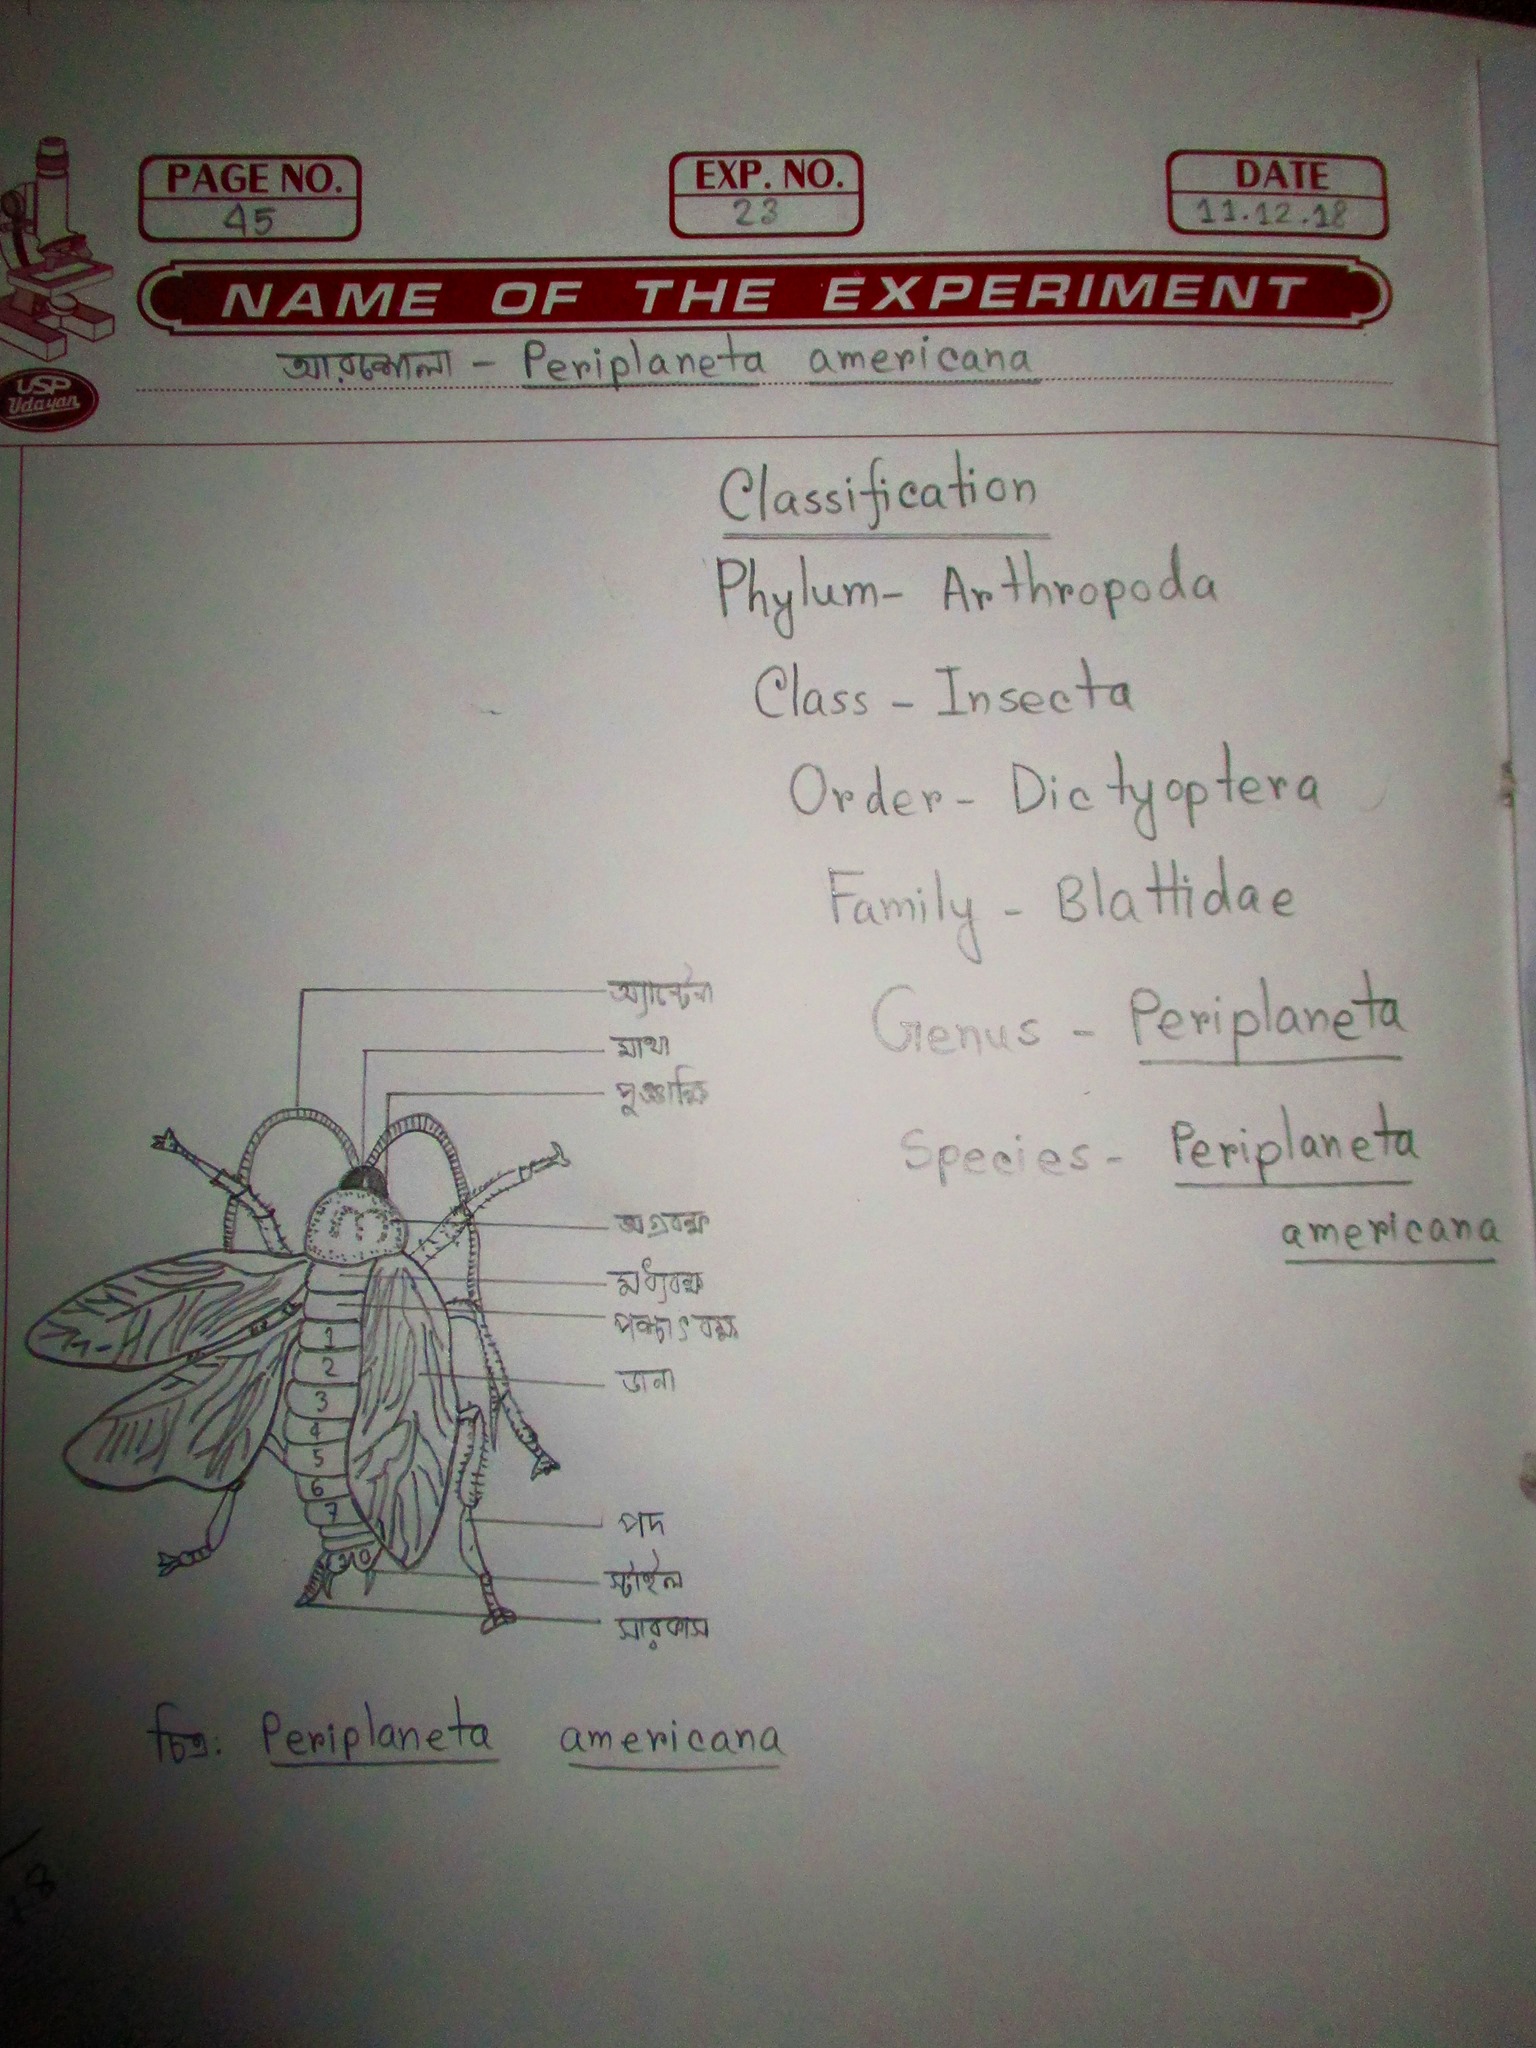 PAGE NO.
45
EXP. NO.
23
DATE
11.12.18
NAME OF THE EXPERIMENT
আরশোলা - Periplaneta americana
USP
Udayan
Classification
Phylum- Arthropoda
Class - Insecta
Order- Dictyoptera
Family - Blattidae
Genus - Periplaneta
Species- Periplaneta
americana
অ্যান্টেনা
মাথা
পুঞ্জাক্ষি
অগ্রবক্ষ
মধ্যবক্ষ
পশ্চাৎবক্ষ
ডানা
1
2
3
4
5
6
7
10
পদ
স্টাইল
সারকাস
চিত্র: Periplaneta americana